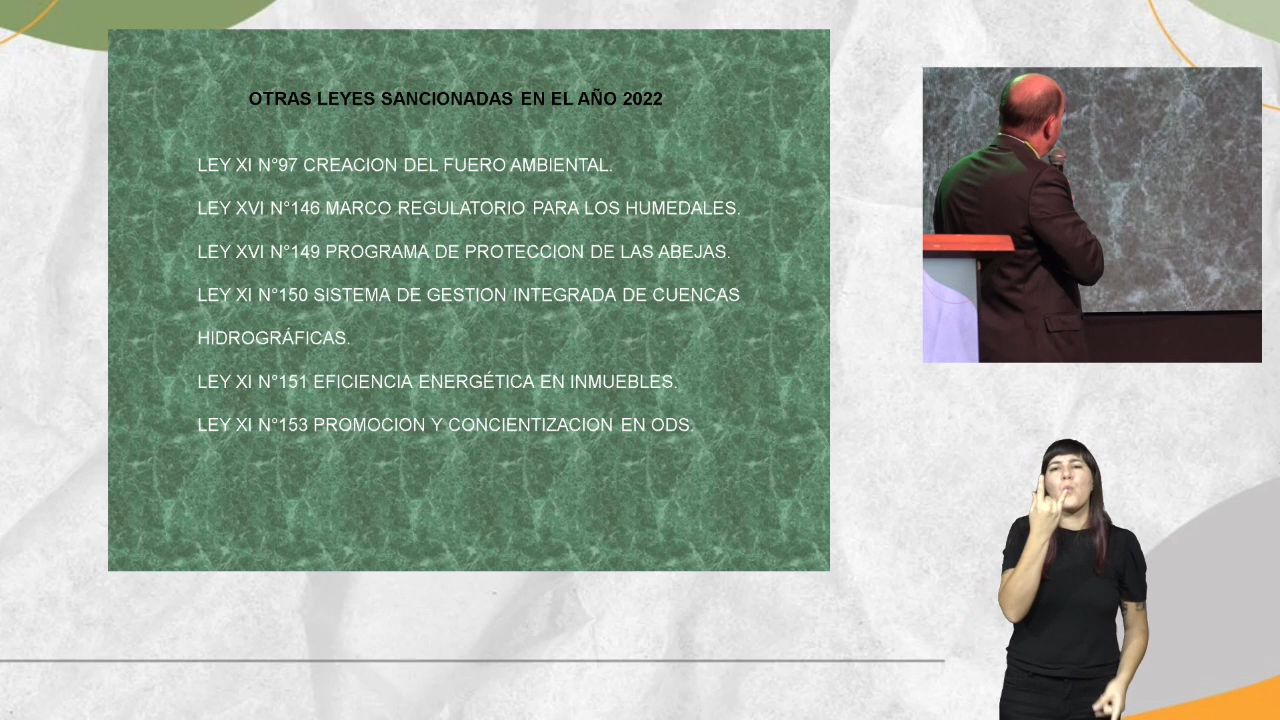 OTRAS LEYES SANCIONADAS EN EL AÑO 2022
LEY XI N°97 CREACION DEL FUERO AMBIENTAL.
LEY XVI N°146 MARCO REGULATORIO PARA LOS HUMEDALES.
LEY XVI N°149 PROGRAMA DE PROTECCION DE LAS ABEJAS.
LEY XI N°150 SISTEMA DE GESTION INTEGRADA DE CUENCAS
HIDROGRÁFICAS.
LEY XI N°151 EFICIENCIA ENERGÉTICA EN INMUEBLES.
LEY XI N°153 PROMOCION Y CONCIENTIZACION EN ODS.